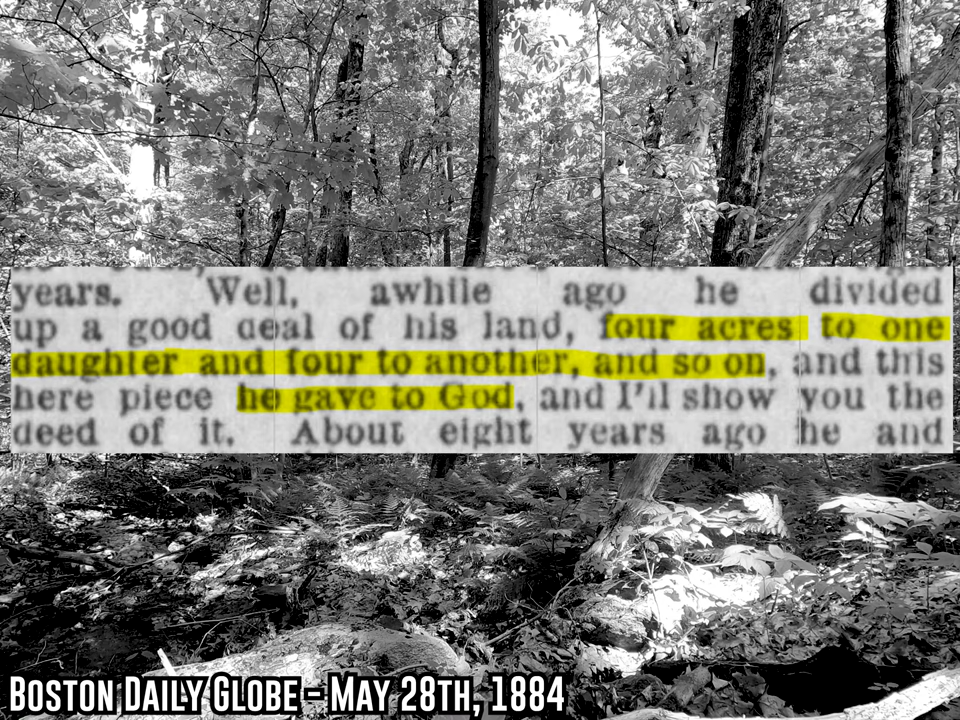 years. Well, awhile ago he divided
up a good deal of his land, four acres to one
daughter and four to another, and so on, and this
here piece he gave to God, and I'll show you the
deed of it. About eight years ago he and
BOSTON DAILY GLOBE - MAY 28TH, 1884